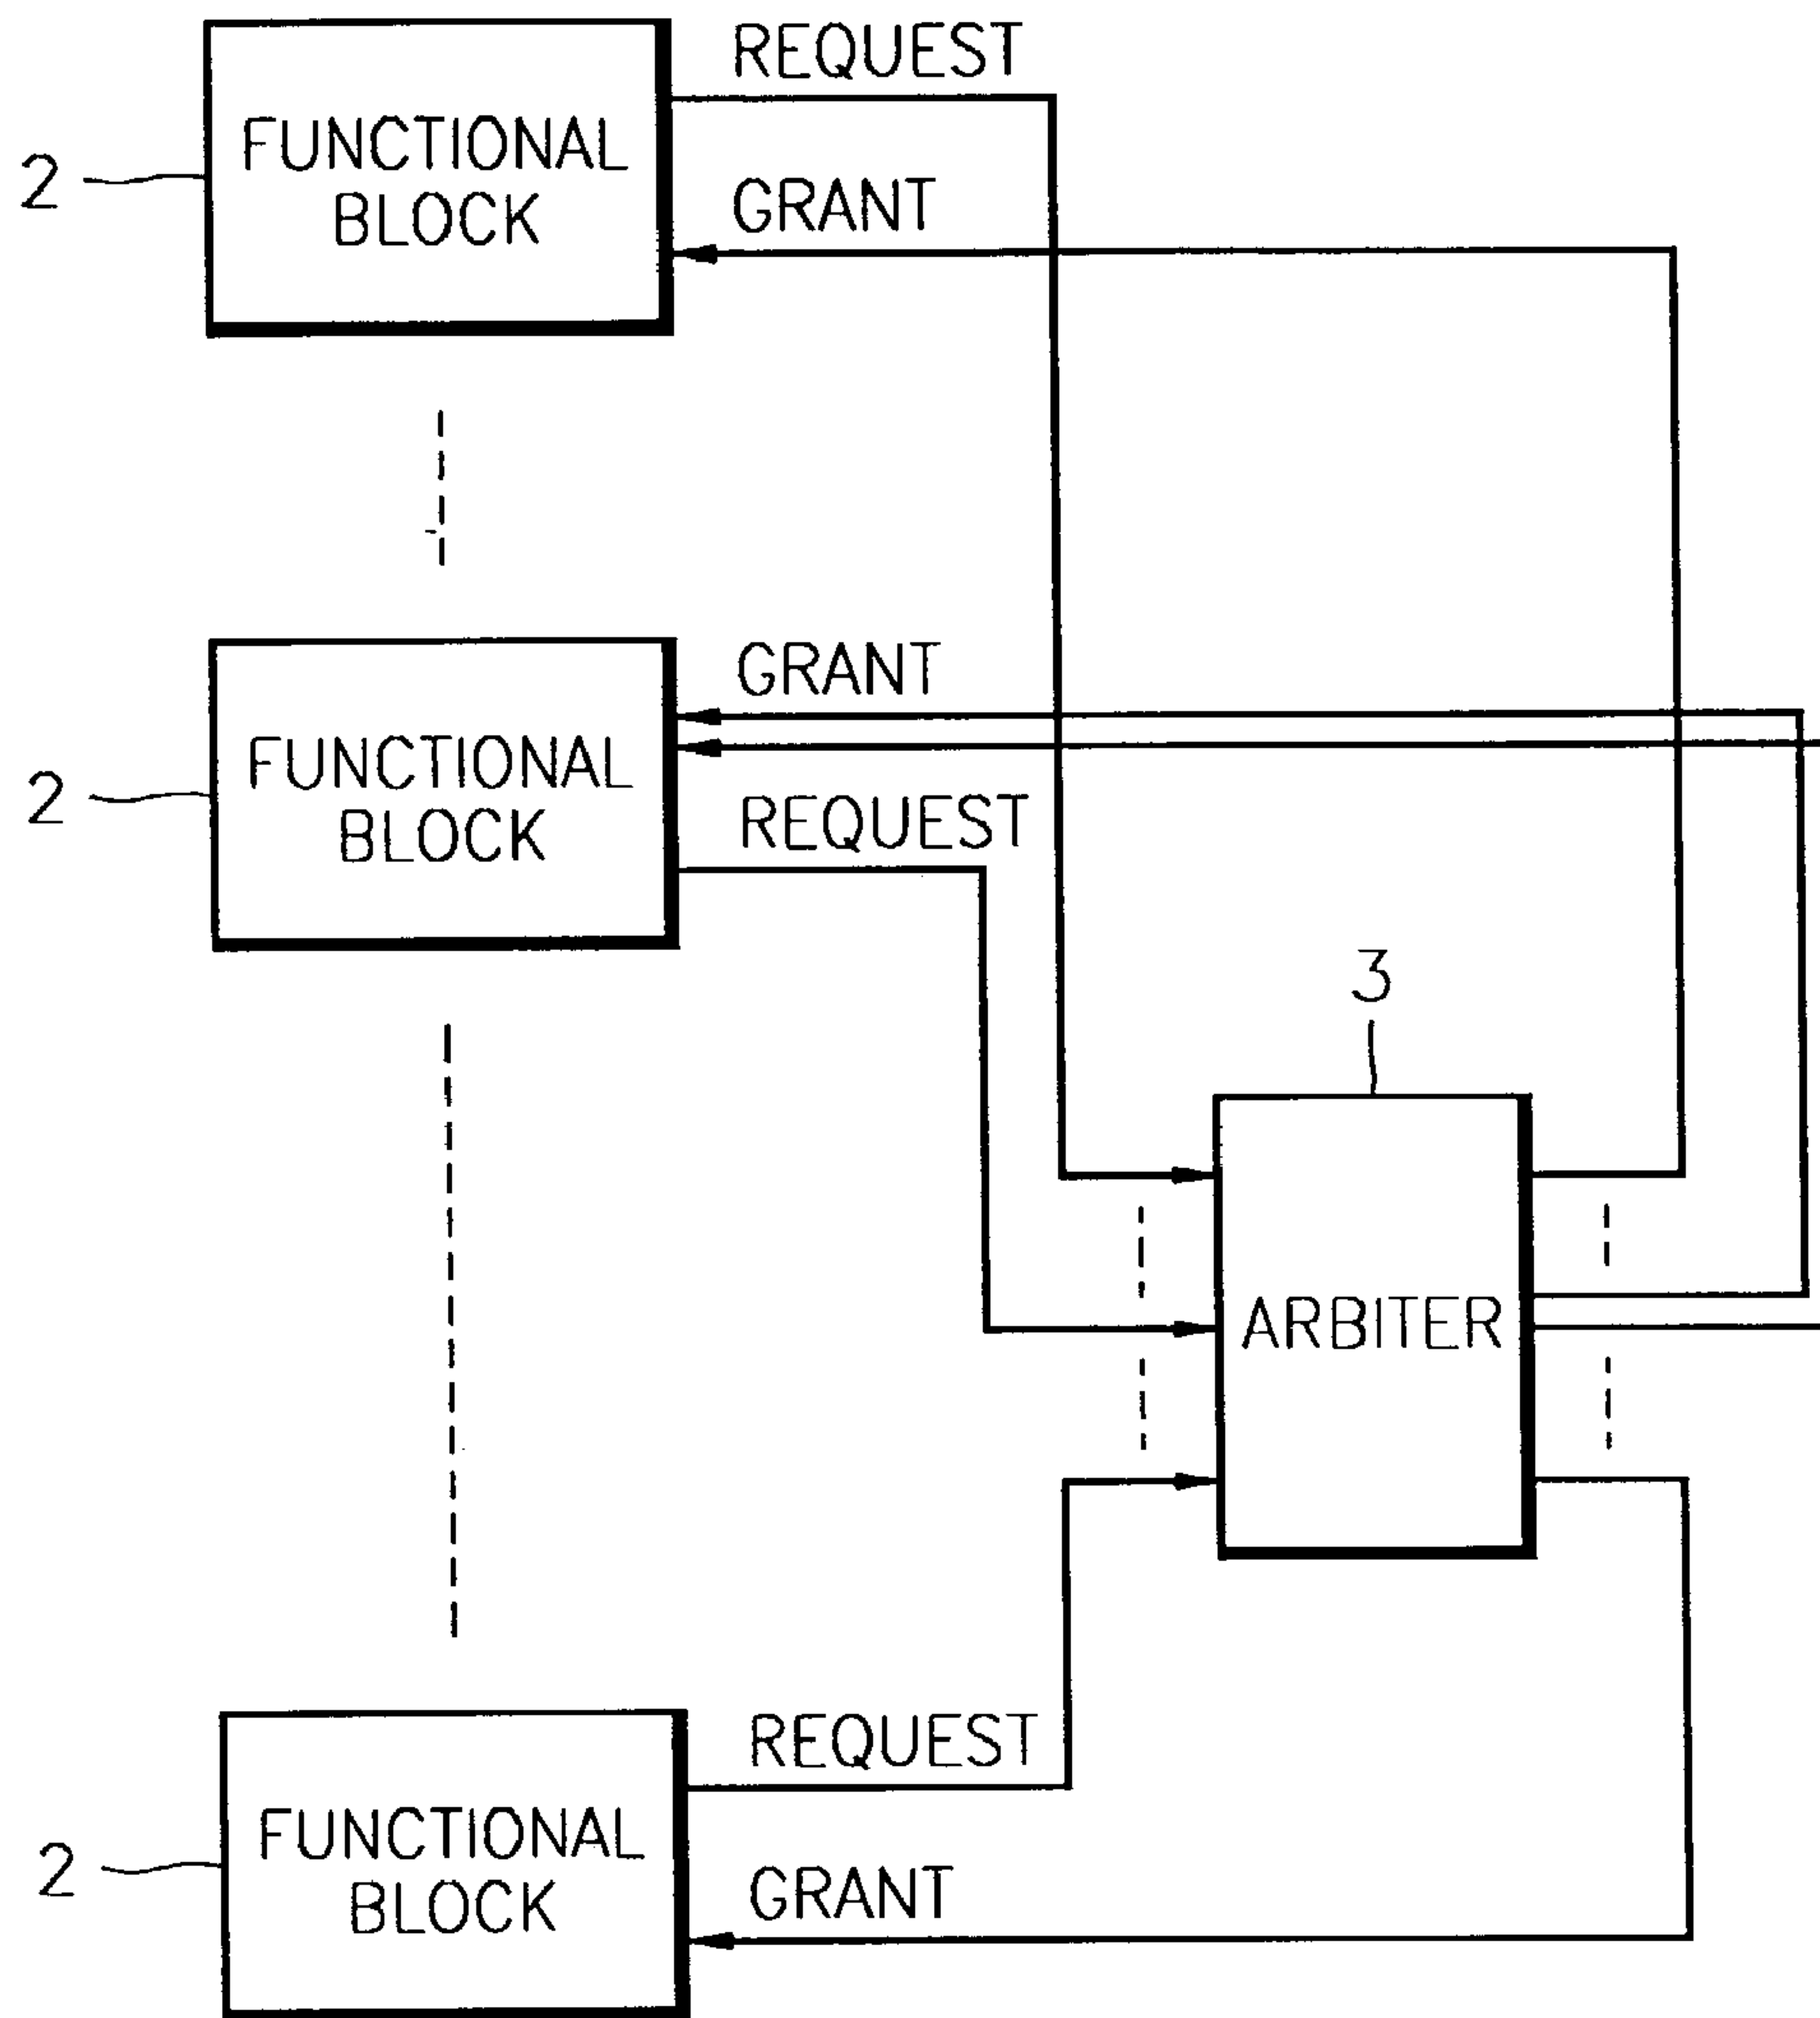 REQUEST
FUNCTIONAL
BLOCK
2
GRANT
GRANT
FUNCTIONAL
BLOCK
2
REQUEST
3
ARBITER
REQUEST
FUNCTIONAL
BLOCK
2
GRANT